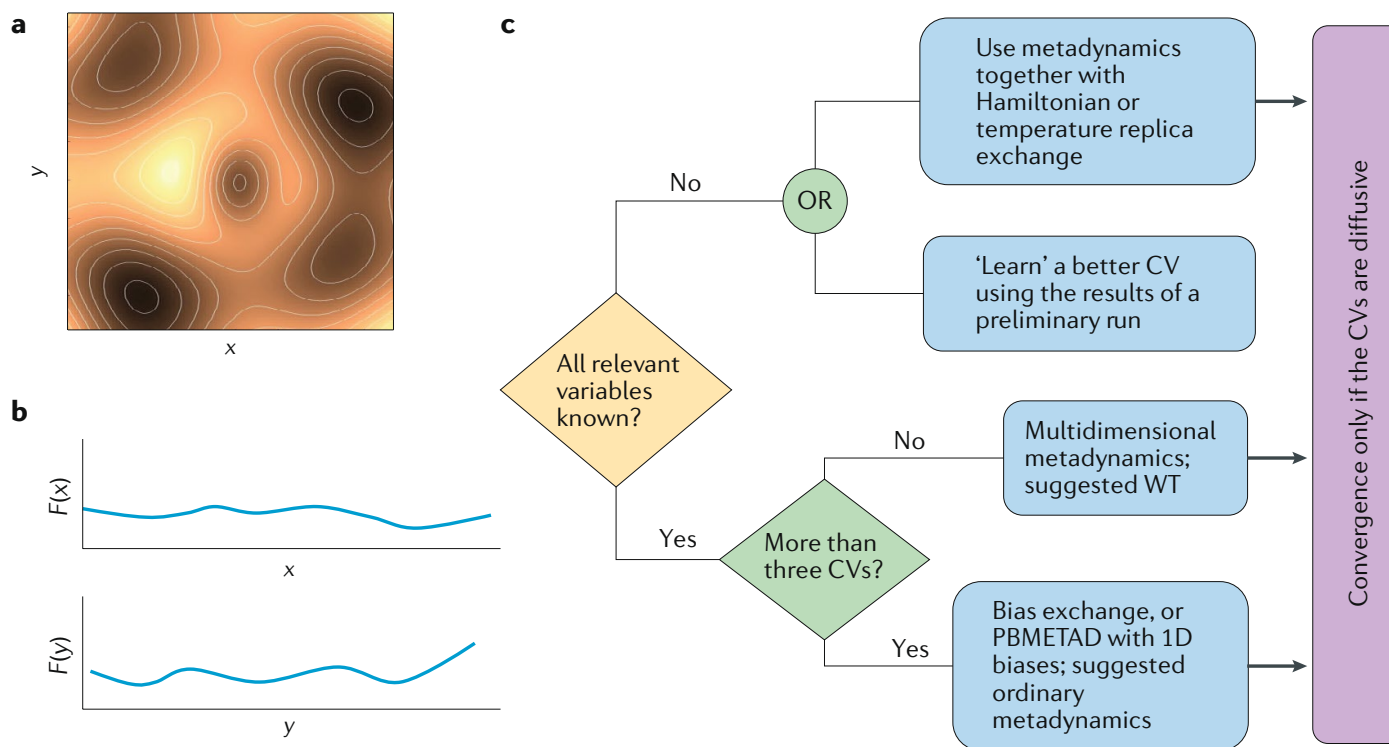 a
y
x
b
F(x)
x
F(y)
y
c
Use metadynamics
together with
Hamiltonian or
temperature replica
exchange
No
OR
‘Learn’ a better CV
using the results of a
preliminary run
All relevant
variables
known?
No
Multidimensional
metadynamics;
suggested WT
Yes
More than
three CVs?
Yes
Bias exchange, or
PBMETAD with 1D
biases; suggested
ordinary
metadynamics
Convergence only if the CVs are diffusive